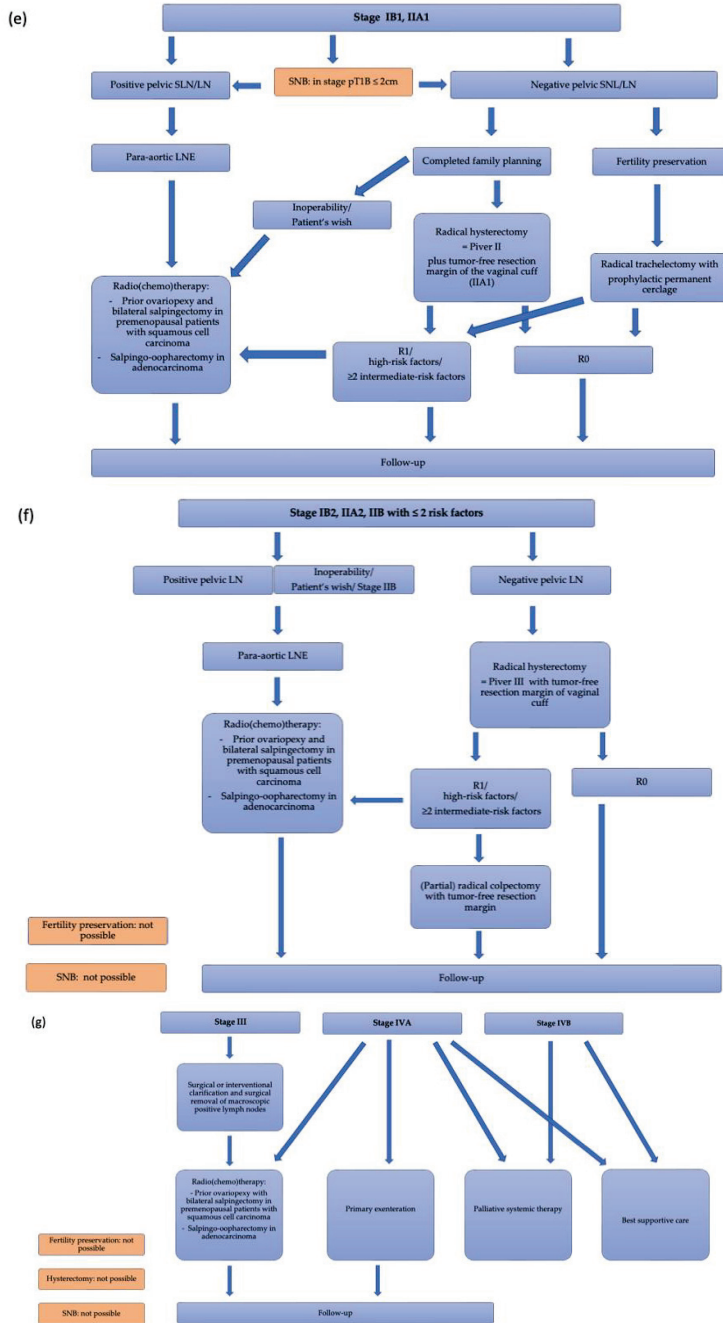 (e)
Stage IB1, IIA1
Positive pelvic SLN/LN
SNB: in stage pT1B ≤ 2cm
Negative pelvic SNL/LN
Para-aortic LNE
Completed family planning
Fertility preservation
Inoperability/
Patient's wish
Radical hysterectomy
= Piver II
plus tumor-free resection
margin of the vaginal cuff
(IIA1)
Radical trachelectomy with
prophylactic permanent
cerclage
Radio(chemo)therapy:
- Prior ovariopexy and
bilateral salpingectomy in
premenopausal patients
with squamous cell
carcinoma
- Salpingo-oopharectomy in
adenocarcinoma
R1/
high-risk factors/
≥2 intermediate-risk factors
R0
Follow-up
(f)
Stage IB2, IIA2, IIB with ≤ 2 risk factors
Positive pelvic LN
Inoperability/
Patient's wish/ Stage IIB
Negative pelvic LN
Para-aortic LNE
Radical hysterectomy
= Piver III with tumor-free
resection margin of vaginal
cuff
Radio(chemo)therapy:
- Prior ovariopexy and
bilateral salpingectomy in
premenopausal patients
with squamous cell
carcinoma
- Salpingo-oopharectomy in
adenocarcinoma
R1/
high-risk factors/
≥2 intermediate-risk factors
R0
(Partial) radical colpectomy
with tumor-free resection
margin
Fertility preservation: not
possible
SNB: not possible
Follow-up
(g)
Stage III
Stage IVA
Stage IVB
Surgical or interventional
clarification and surgical
removal of macroscopic
positive lymph nodes
Radio(chemo)therapy:
- Prior ovariopexy with
bilateral salpingectomy in
premenopausal patients with
squamous cell carcinoma
- Salpingo-oopharectomy in
adenocarcinoma
Primary exenteration
Palliative systemic therapy
Best supportive care
Fertility preservation: not
possible
Hysterectomy: not possible
SNB: not possible
Follow-up